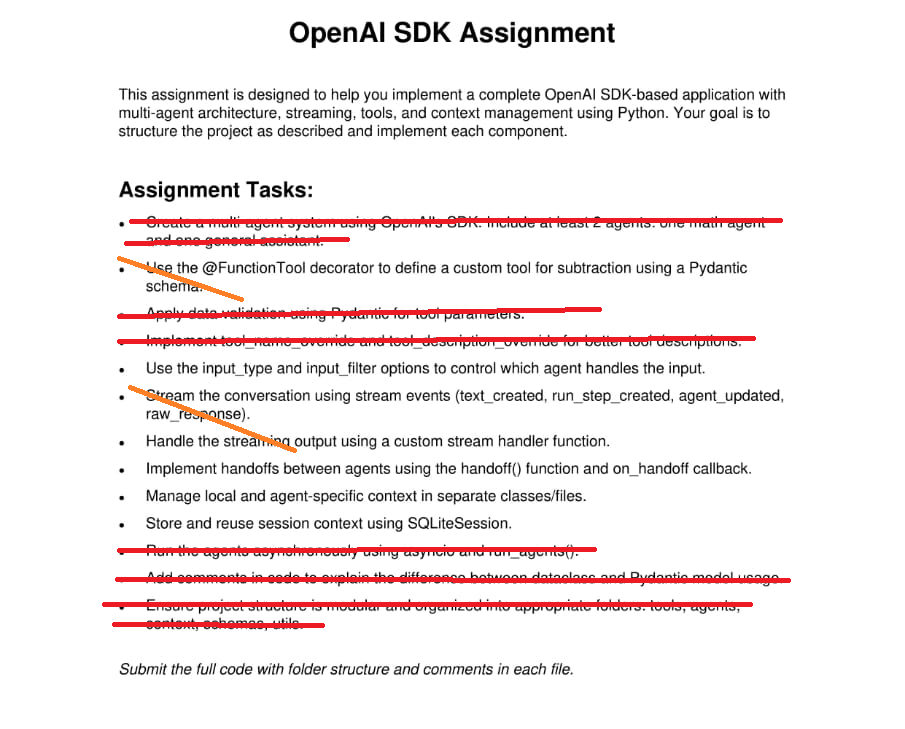 OpenAI SDK Assignment
This assignment is designed to help you implement a complete OpenAI SDK-based application with
multi-agent architecture, streaming, tools, and context management using Python. Your goal is to
structure the project as described and implement each component.
Assignment Tasks:
• Create a multi-agent system using OpenAI's SDK. Include at least 2 agents: one math agent
and one general assistant.
• Use the @FunctionTool decorator to define a custom tool for subtraction using a Pydantic
schema.
• Apply data validation using Pydantic for tool parameters.
• Implement tool_name_override and tool_description_override for better tool descriptions.
• Use the input_type and input_filter options to control which agent handles the input.
• Stream the conversation using stream events (text_created, run_step_created, agent_updated,
raw_response).
• Handle the streaming output using a custom stream handler function.
• Implement handoffs between agents using the handoff() function and on_handoff callback.
• Manage local and agent-specific context in separate classes/files.
• Store and reuse session context using SQLiteSession.
• Run the agents asynchronously using asyncio and run_agents().
• Add comments in code to explain the difference between dataclass and Pydantic model usage.
• Ensure project structure is modular and organized into appropriate folders: tools, agents,
context, schemas, utils.
Submit the full code with folder structure and comments in each file.